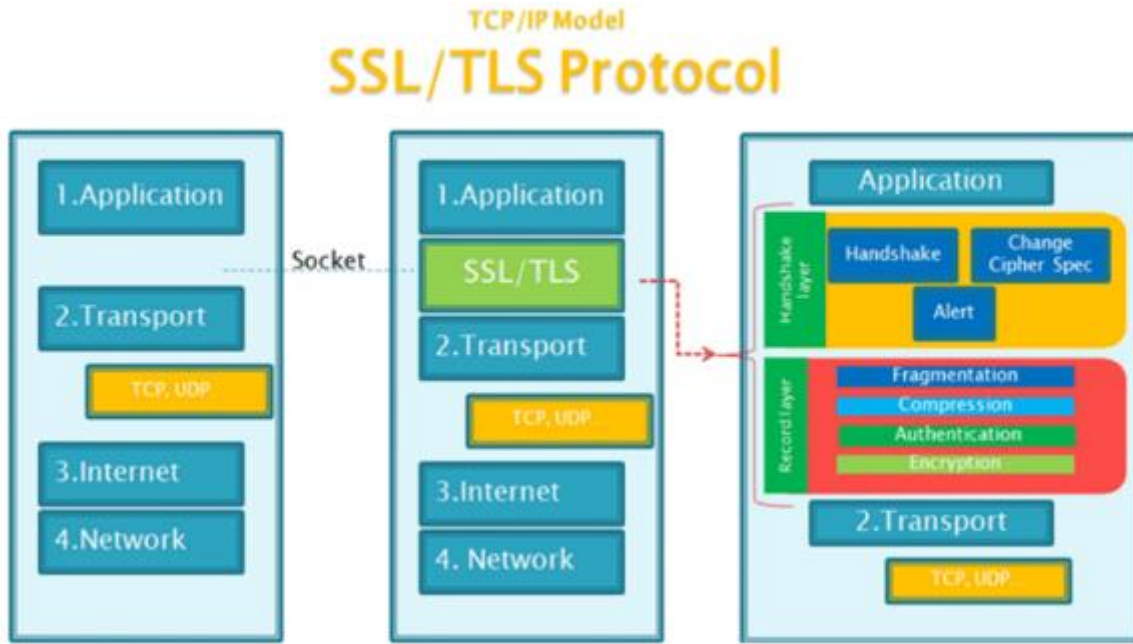 TCP/IP Model
SSL/TLS Protocol
1.Application
Socket
2.Transport
TCP, UDP
3.Internet
4.Network
1.Application
SSL/TLS
2.Transport
TCP, UDP
3.Internet
4. Network
Application
Handshake
layer
Handshake
Change
Cipher Spec
Alert
Record layer
Fragmentation
Compression
Authentication
Encryption
2.Transport
TCP, UDP...